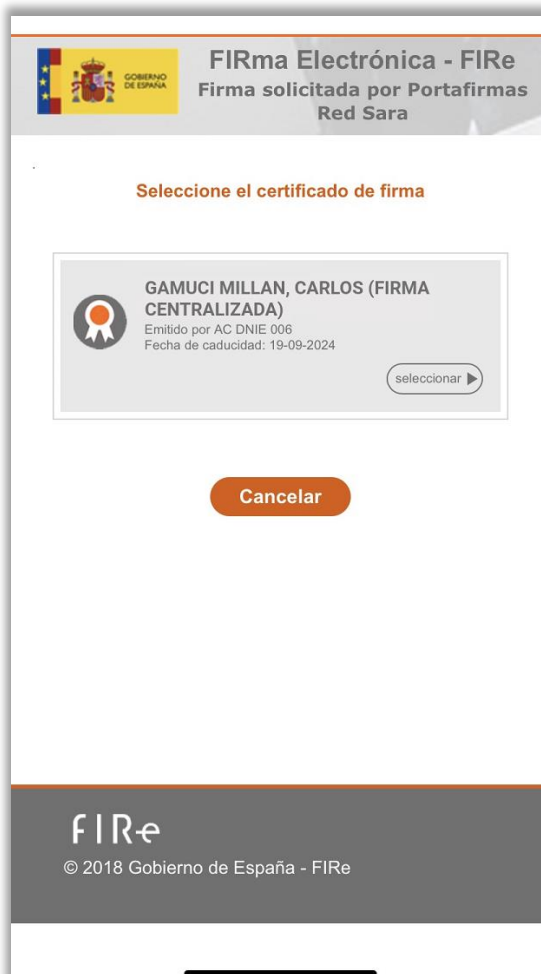 GOBIERNO
DE ESPAÑA
FIRma Electrónica - FIRe
Firma solicitada por Portafirmas
Red Sara
.
Seleccione el certificado de firma
GAMUCI MILLAN, CARLOS (FIRMA
CENTRALIZADA)
Emitido por AC DNIE 006
Fecha de caducidad: 19-09-2024
seleccionar
Cancelar
FIRe
© 2018 Gobierno de España - FIRe